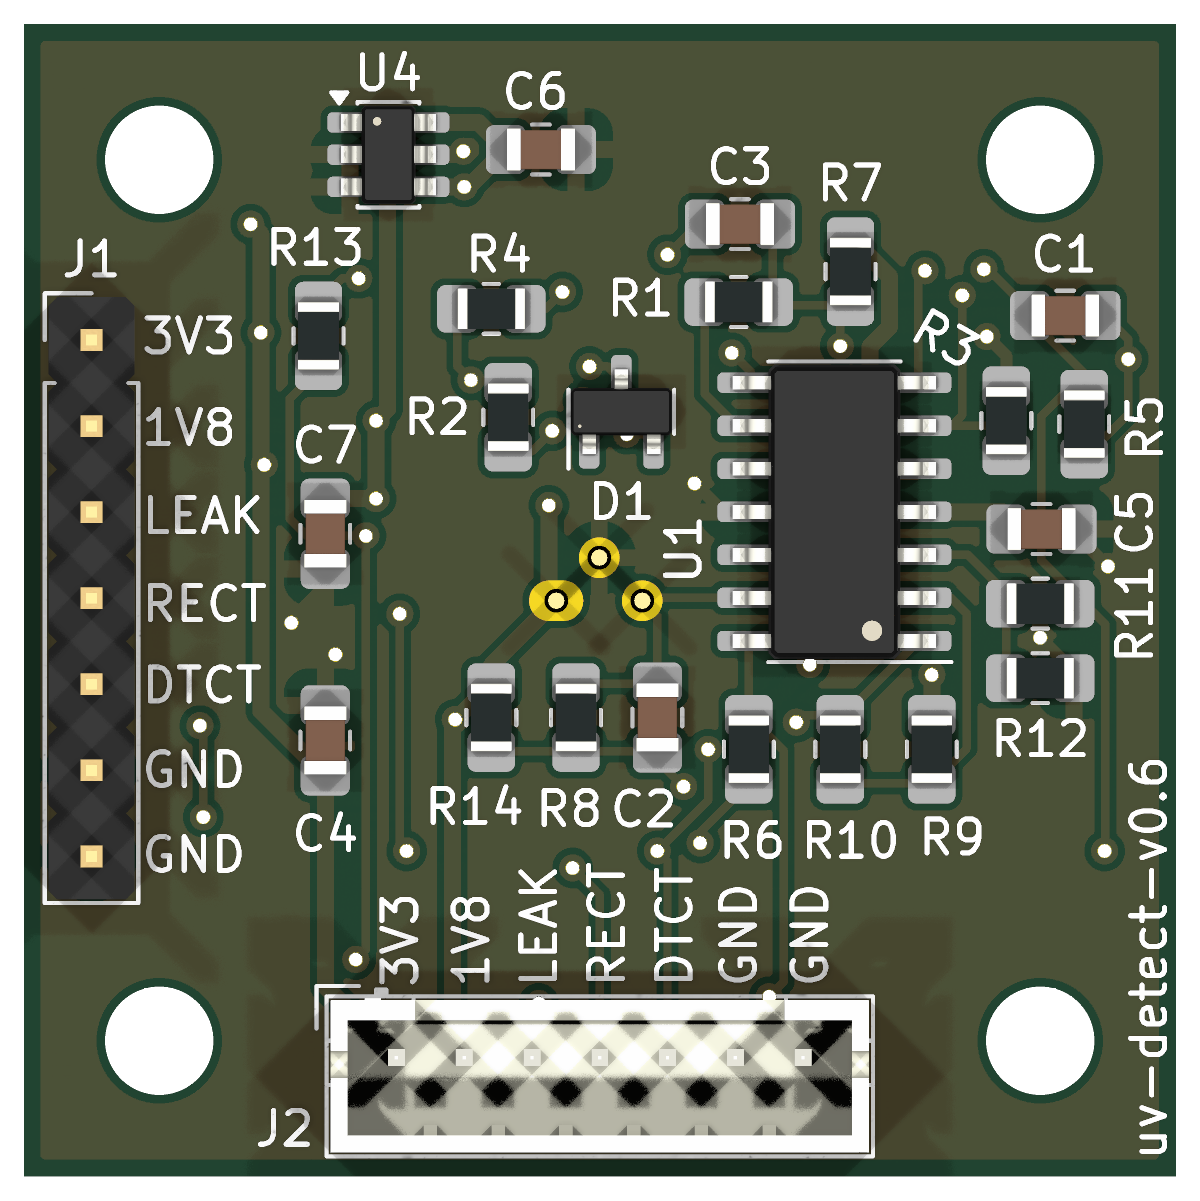 U4
C6
C3
R7
R13
R4
J1
C1
R1
3V3
R3
R2
1V8
R5
C7
LEAK
D1
U1
C5
RECT
R11
DTCT
R12
GND
R14
R8
C2
C4
R6
R10
R9
GND
3V3
1V8
LEAK
RECT
DTCT
GND
GND
uv-detect-v0.6
J2